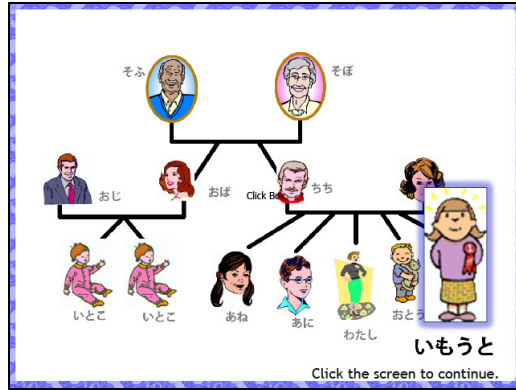 そふ
そぼ
おじ
おば
Click Bo
ちち
いとこ
いとこ
あね
あに
わたし
おとう
いもうと
Click the screen to continue.